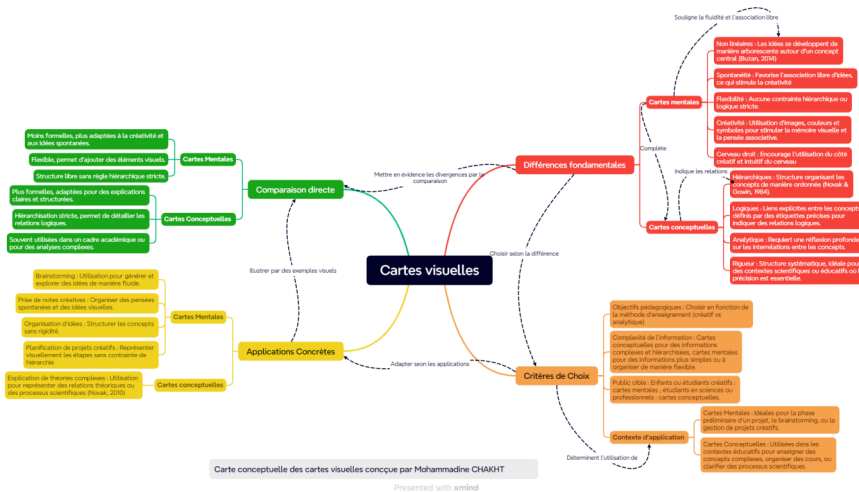 Souligne la fluidité et l'association libre
Non linéaires : Les idées se développent de
manière arborescente autour d'un concept
central (Buzan, 2014)
Spontanéité : Favorise l'association libre d'idées,
ce qui stimule la créativité
Cartes mentales
Flexibilité : Aucune contrainte hiérarchique ou
logique stricte.
Créativité : Utilisation d'images, couleurs et
symboles pour stimuler la mémoire visuelle et
la pensée associative.
Cerveau droit : Encourage l'utilisation du côté
créatif et intuitif du cerveau
Complète
Indique les relations
Différences fondamentales
Hiérarchiques : Structure organisant les
concepts de manière ordonnée (Novak &
Gowin, 1984).
Cartes conceptuelles
Logiques : Liens explicites entre les concepts
définis par des étiquettes précises pour
indiquer des relations logiques.
Analytique : Requiert une réflexion profonde
sur les interrelations entre les concepts.
Rigueur : Structure systématique, idéale pour
des contextes scientifiques ou éducatifs où
précision est essentielle.
Mettre en évidence les divergences par la
comparaison
Moins formelles, plus adaptées à la créativité et
aux idées spontanées.
Flexible, permet d'ajouter des éléments visuels.
Cartes Mentales
Structure libre sans règle hiérarchique stricte.
Comparaison directe
Plus formelles, adaptées pour des explications
claires et structurées.
Hiérarchisation stricte, permet de détailler les
relations logiques.
Cartes Conceptuelles
Souvent utilisées dans un cadre académique ou
pour des analyses complexes.
Choisir selon la différence
Cartes visuelles
Illustrer par des exemples visuels
Brainstorming : Utilisation pour générer et
explorer des idées de manière fluide.
Prise de notes créatives : Organiser des pensées
spontanées et des idées visuelles.
Cartes Mentales
Organisation d'idées : Structurer les concepts
sans rigidité.
Planification de projets créatifs : Représenter
visuellement les étapes sans contrainte de
hiérarchie
Applications Concrètes
Explication de théories complexes : Utilisation
pour représenter des relations théoriques ou
des processus scientifiques (Novak, 2010)
Cartes conceptuelles
Adapter seon les applications
Critères de Choix
Objectifs pédagogiques : Choisir en fonction de
la méthode d'enseignement (créatif vs
analytique)
Complexité de l'information : Cartes
conceptuelles pour des informations
complexes et hiérarchisées, cartes mentales
pour des informations plus simples ou à
organiser de manière flexible.
Public cible : Enfants ou étudiants créatifs :
cartes mentales ; étudiants en sciences ou
professionnels : cartes conceptuelles.
Contexte d'application
Cartes Mentales : Idéales pour la phase
préliminaire d'un projet, le brainstorming, ou la
gestion de projets créatifs.
Cartes Conceptuelles : Utilisées dans les
contextes éducatifs pour enseigner des
concepts complexes, organiser des cours, ou
clarifier des processus scientifiques.
Déterminent l'utilisation de
Carte conceptuelle des cartes visuelles concçue par Mohammadine CHAKHT
Presented with xmind